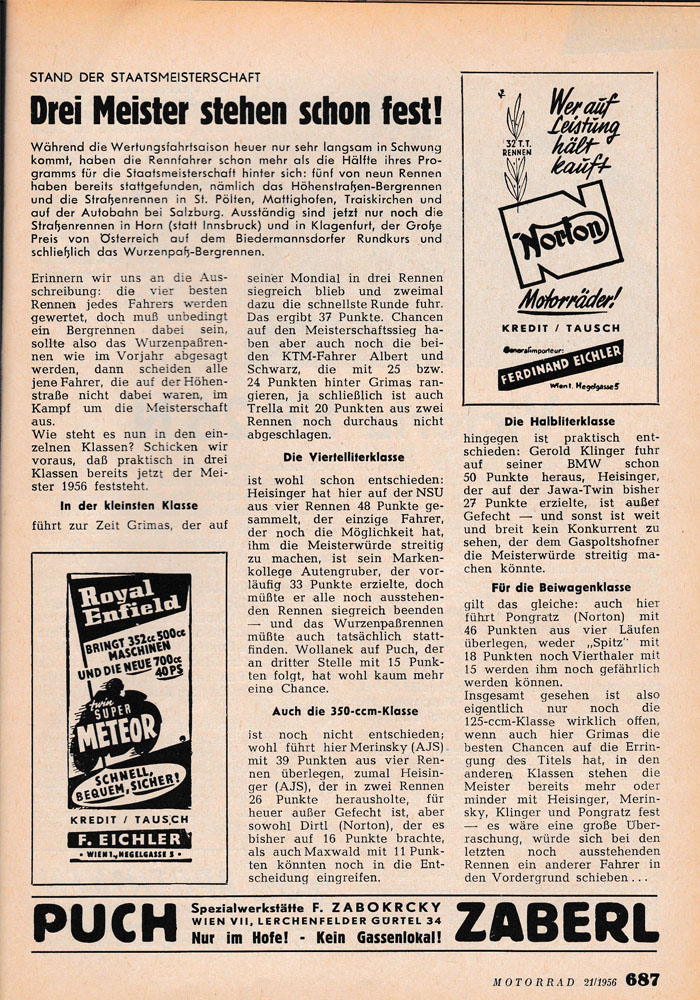 STAND DER STAATSMEISTERSCHAFT
Drei Meister stehen schon fest!
Während die Wertungsfahrtsaison heuer nur sehr langsam in Schwung
kommt, haben die Rennfahrer schon mehr als die Hälfte ihres Pro-
gramms für die Staatsmeisterschaft hinter sich: fünf von neun Rennen
haben bereits stattgefunden, nämlich das Höhenstraßen-Bergrennen
und die Straßenrennen in St. Pölten, Mattighofen, Traiskirchen und
auf der Autobahn bei Salzburg. Ausständig sind jetzt nur noch die
Straßenrennen in Horn (statt Innsbruck) und in Klagenfurt, der Große
Preis von Österreich auf dem Biedermannsdorfer Rundkurs und
schließlich das Wurzenpaß-Bergrennen.
Erinnern wir uns an die Aus-
schreibung: die vier besten
Rennen jedes Fahrers werden
gewertet, doch muß unbedingt
ein Bergrennen dabei sein,
sollte also das Wurzenpaßren-
nen wie im Vorjahr abgesagt
werden, dann scheiden alle
jene Fahrer, die auf der Höhen-
straße nicht dabei waren, im
Kampf um die Meisterschaft
aus.
Wie steht es nun in den ein-
zelnen Klassen? Schicken wir
voraus, daß praktisch in drei
Klassen bereits jetzt der Mei-
ster 1956 feststeht.
In der kleinsten Klasse
führt zur Zeit Grimas, der auf
Royal
Enfield
BRINGT 352cc 500cc
MASCHINEN
UND DIE NEUE 700cc
40 PS
twin
SUPER
METEOR
SCHNELL,
BEQUEM, SICHER!
KREDIT / TAUSCH
F. EICHLER
• WIEN 1., HEGELGASSE 5 •
seiner Mondial in drei Rennen
siegreich blieb und zweimal
dazu die schnellste Runde fuhr.
Das ergibt 37 Punkte. Chancen
auf den Meisterschaftssieg ha-
ben aber auch noch die bei-
den KTM-Fahrer Albert und
Schwarz, die mit 25 bzw.
24 Punkten hinter Grimas ran-
gieren, ja schließlich ist auch
Trella mit 20 Punkten aus zwei
Rennen noch durchaus nicht
abgeschlagen.
Die Viertelliterklasse
ist wohl schon entschieden:
Heisinger hat hier auf der NSU
aus vier Rennen 48 Punkte ge-
sammelt, der einzige Fahrer,
der noch die Möglichkeit hat,
ihm die Meisterwürde streitig
zu machen, ist sein Marken-
kollege Autengruber, der vor-
läufig 33 Punkte erzielte, doch
müßte er alle noch ausstehen-
den Rennen siegreich beenden
— und das Wurzenpaßrennen
müßte auch tatsächlich statt-
finden. Wollanek auf Puch, der
an dritter Stelle mit 15 Punk-
ten folgt, hat wohl kaum mehr
eine Chance.
Auch die 350-ccm-Klasse
ist noch nicht entschieden;
wohl führt hier Merinsky (AJS)
mit 39 Punkten aus vier Ren-
nen überlegen, zumal Heisin-
ger (AJS), der in zwei Rennen
26 Punkte herausholte, für
heuer außer Gefecht ist, aber
sowohl Dirtl (Norton), der es
bisher auf 16 Punkte brachte,
als auch Maxwald mit 11 Punk-
ten könnten noch in die Ent-
scheidung eingreifen.
32 T.T.
RENNEN
Wer auf
Leistung
hält
kauft
Norton
Motorräder!
KREDIT / TAUSCH
Generalimporteur:
FERDINAND EICHLER
Wien 1. Hegelgasse 5
Die Halbliterklasse
hingegen ist praktisch ent-
schieden: Gerold Klinger fuhr
auf seiner BMW schon
50 Punkte heraus, Heisinger,
der auf der Jawa-Twin bisher
27 Punkte erzielte, ist außer
Gefecht — und sonst ist weit
und breit kein Konkurrent zu
sehen, der dem Gaspoltshofner
die Meisterwürde streitig ma-
chen könnte.
Für die Beiwagenklasse
gilt das gleiche: auch hier
führt Pongratz (Norton) mit
46 Punkten aus vier Läufen
überlegen, weder „Spitz“ mit
18 Punkten noch Vierthaler mit
15 werden ihm noch gefährlich
werden können.
Insgesamt gesehen ist also
eigentlich nur noch die
125-ccm-Klasse wirklich offen,
wenn auch hier Grimas die
besten Chancen auf die Errin-
gung des Titels hat, in den
anderen Klassen stehen die
Meister bereits mehr oder
minder mit Heisinger, Merin-
sky, Klinger und Pongratz fest
— es wäre eine große Über-
raschung, würde sich bei den
letzten noch ausstehenden
Rennen ein anderer Fahrer in
den Vordergrund schieben...
PUCH
Spezialwerkstätte F. ZABOKRCKY
WIEN VII, LERCHENFELDER GÜRTEL 34
Nur im Hofe! - Kein Gassenlokal!
ZABERL
MOTORRAD 21/1956 687